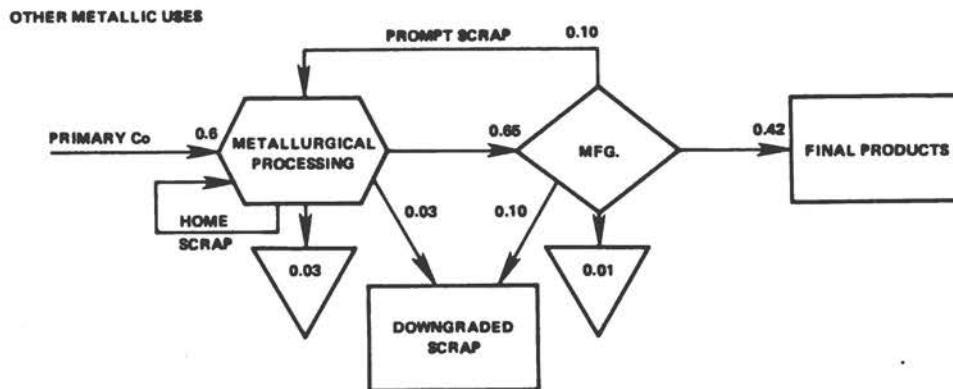 OTHER METALLIC USES
PROMPT SCRAP 0.10
PRIMARY Co 0.6
METALLURGICAL
PROCESSING
0.65
MFG.
0.42
FINAL PRODUCTS
HOME
SCRAP
0.03
0.03
0.10
0.01
DOWNGRADED
SCRAP